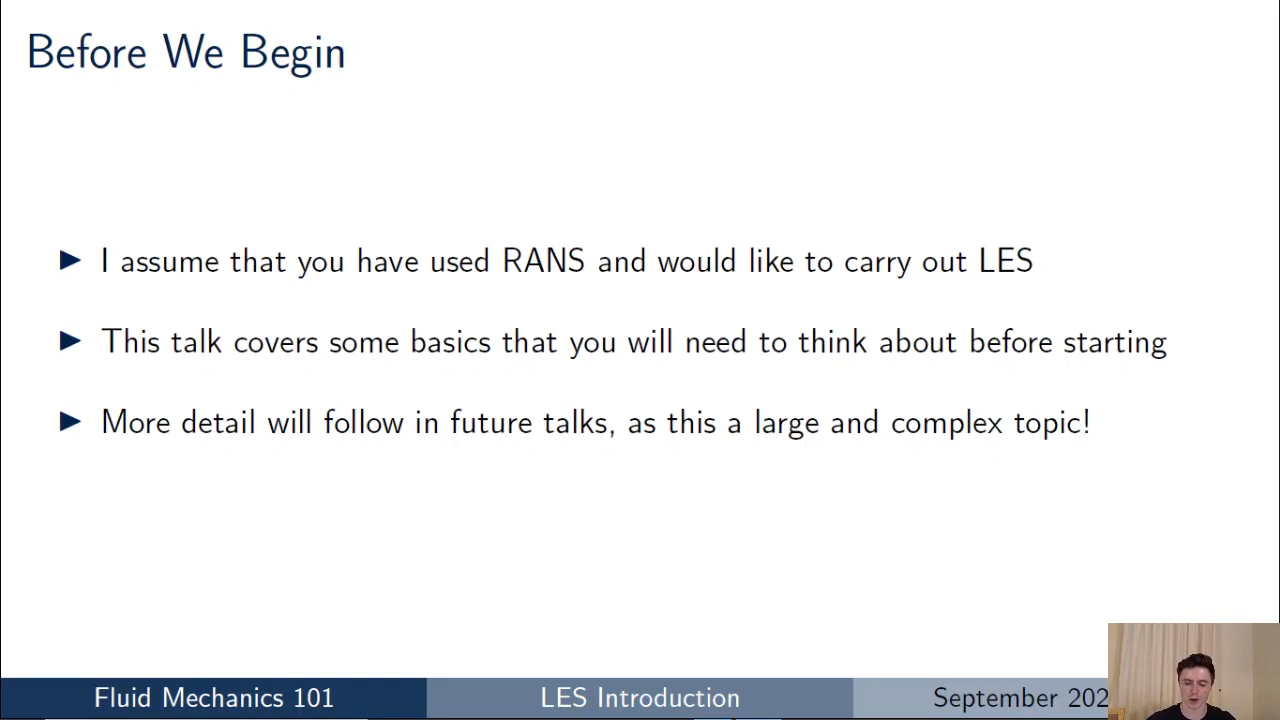 Before We Begin
I assume that you have used RANS and would like to carry out LES
This talk covers some basics that you will need to think about before starting
More detail will follow in future talks, as this a large and complex topic!
Fluid Mechanics 101
LES Introduction
September